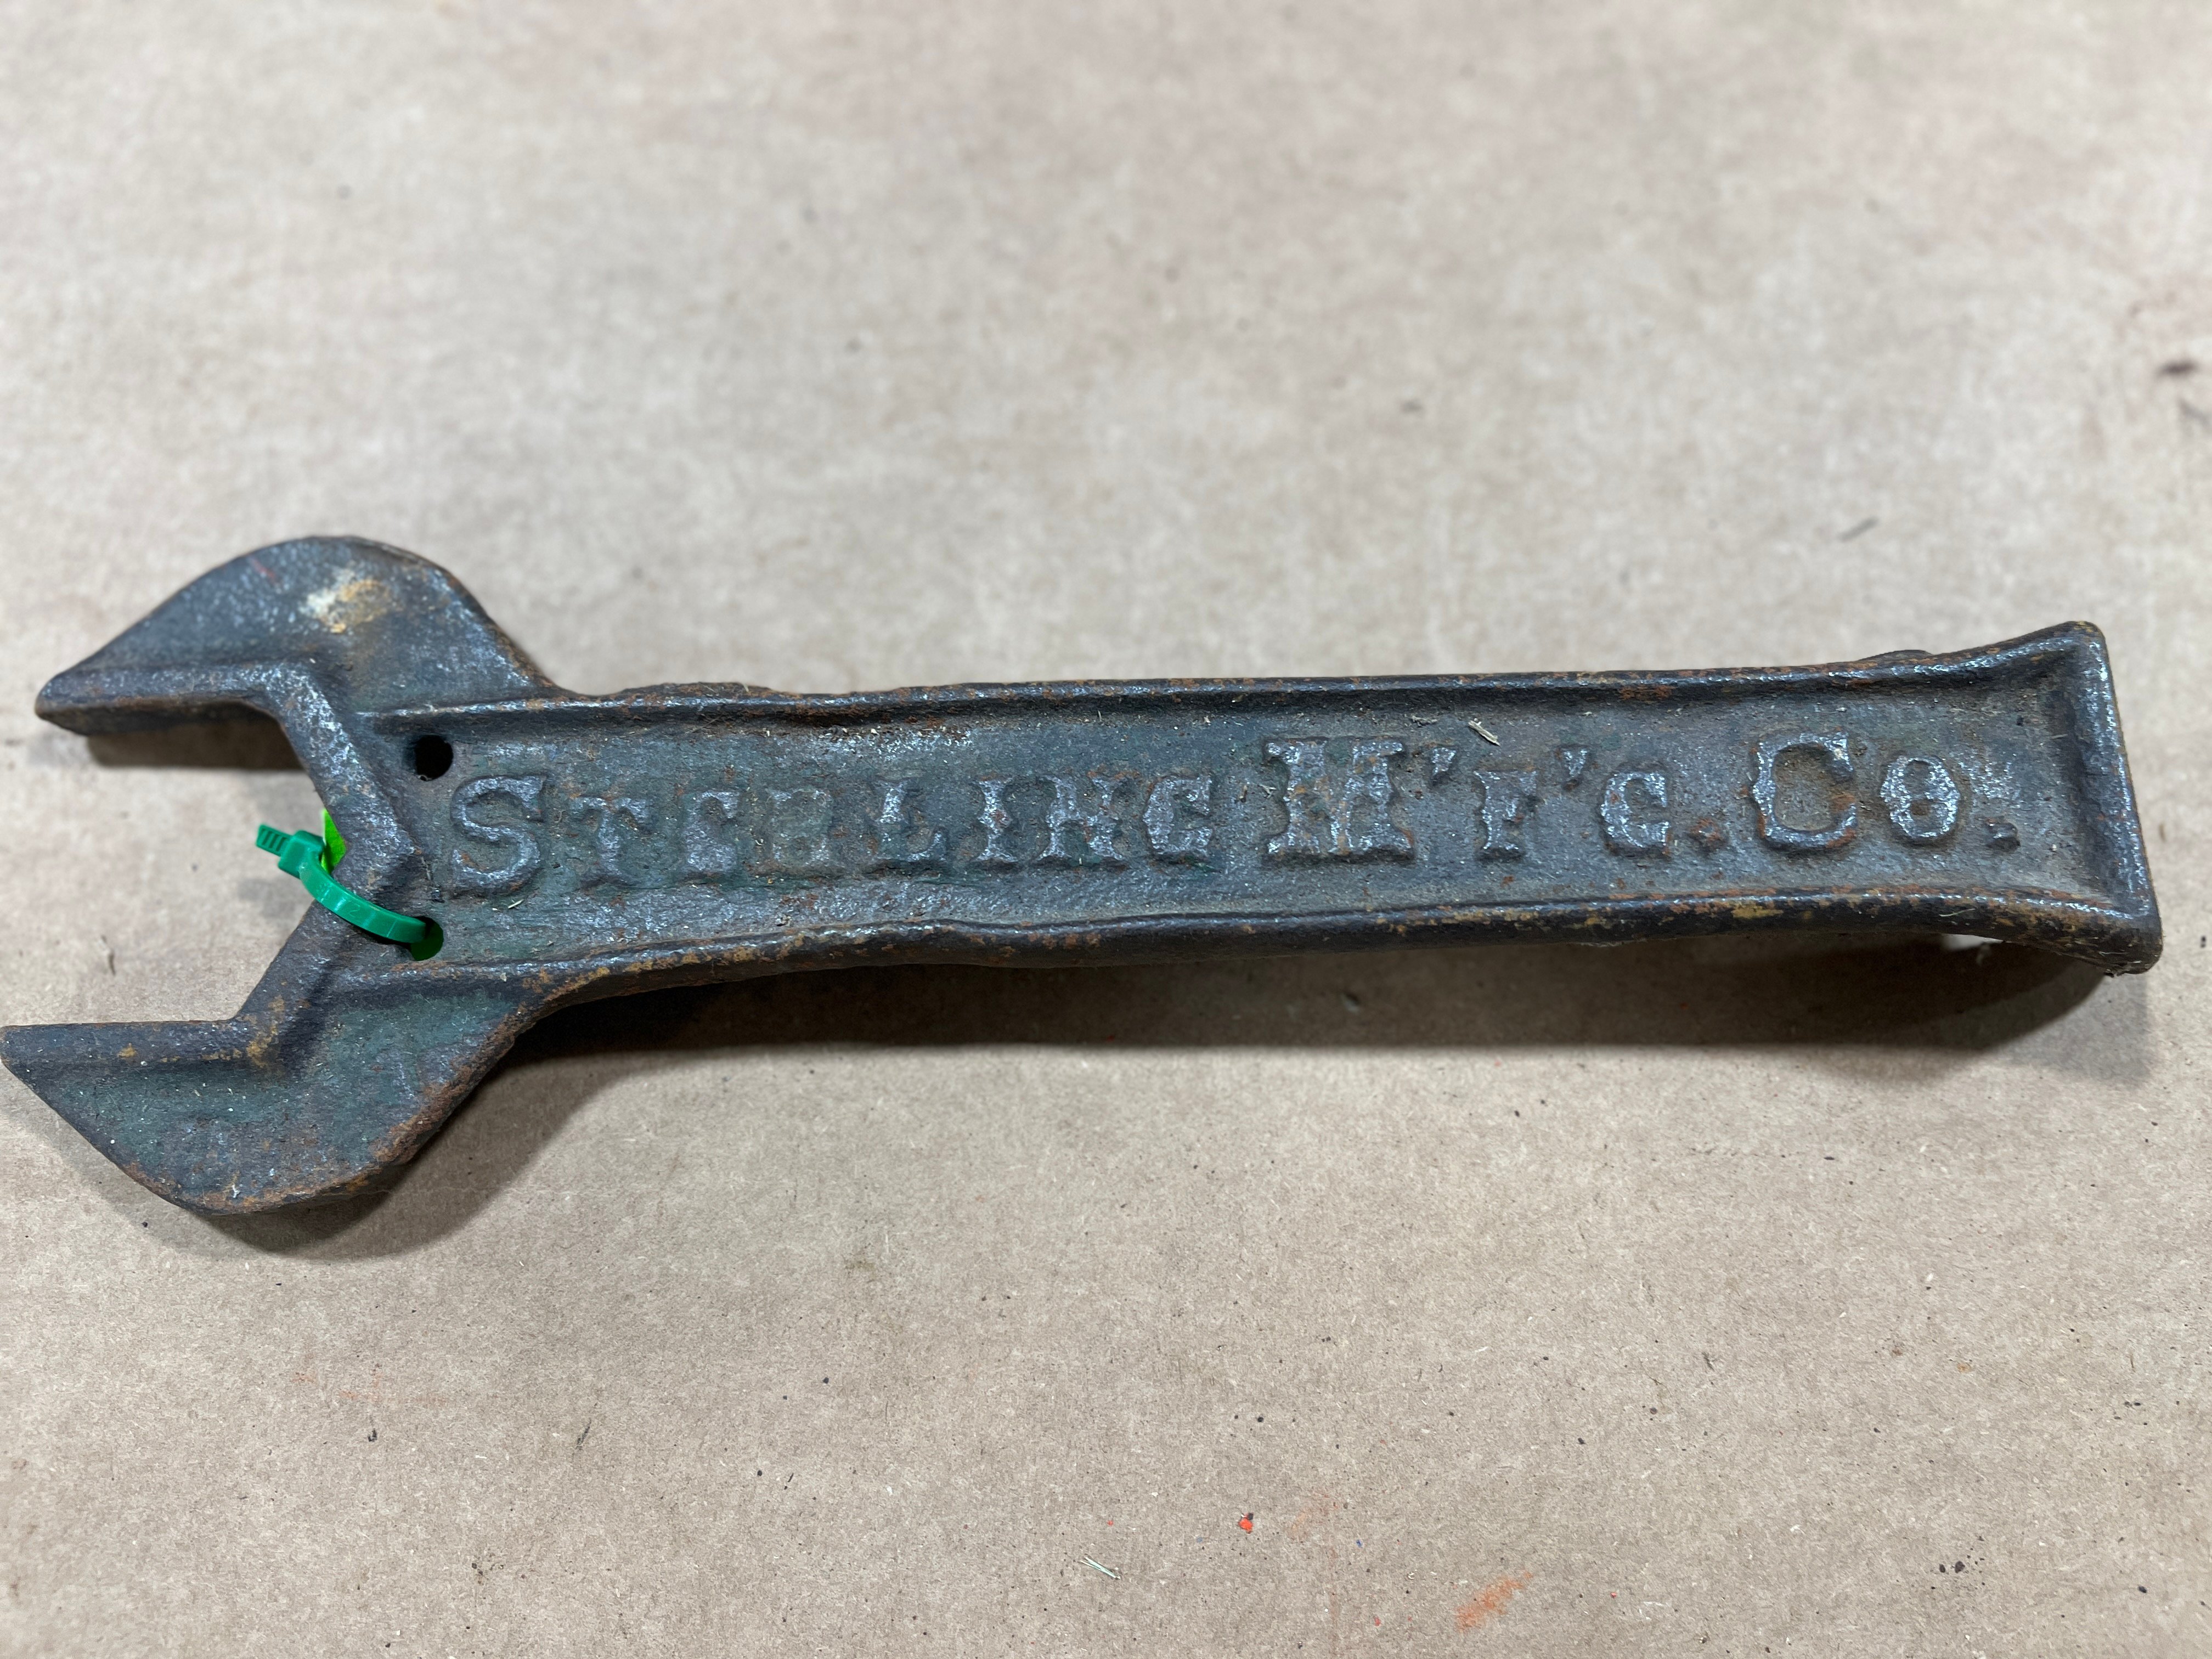 STERLING M'F'G. CO.